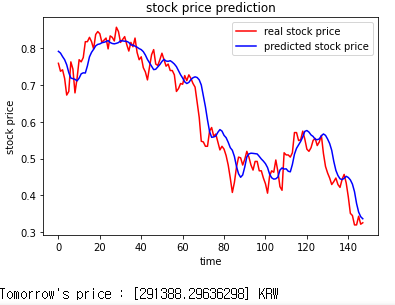 stock price prediction
real stock price
predicted stock price
stock price
0.8
0.7
0.6
0.5
0.4
0.3
0 20 40 60 80 100 120 140
time
Tomorrow's price : [291388.29636298] KRW